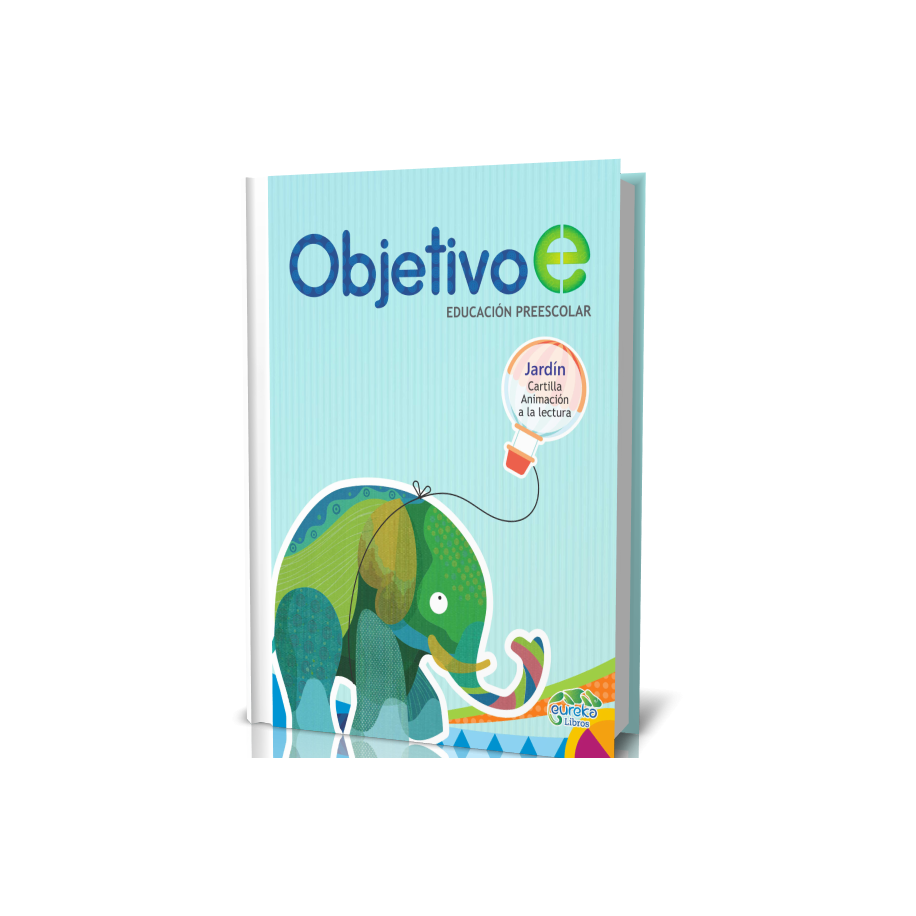 Objetivo e
EDUCACIÓN PREESCOLAR
Jardín
Cartilla
Animación
a la lectura
eureka
Libros